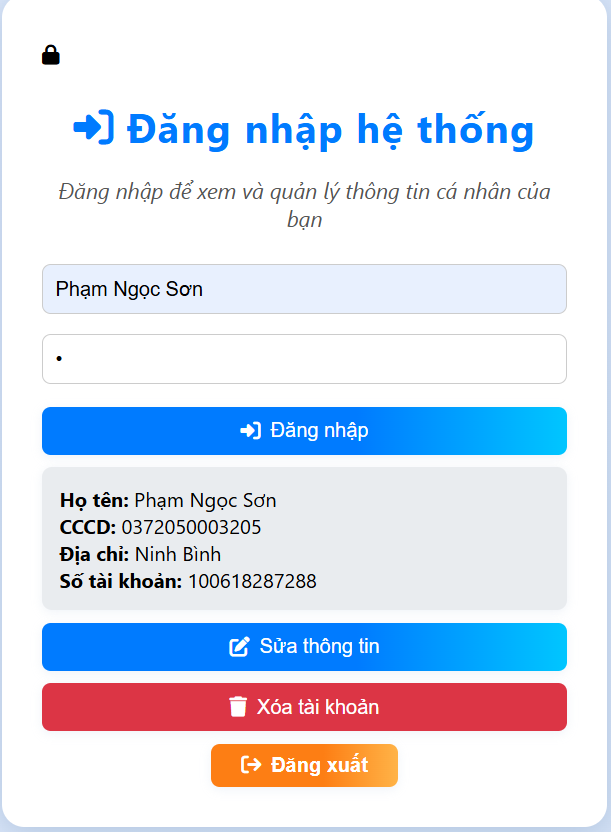 Đăng nhập hệ thống
Đăng nhập để xem và quản lý thông tin cá nhân của
bạn
Phạm Ngọc Sơn
•
Đăng nhập
Họ tên: Phạm Ngọc Sơn
CCCD: 0372050003205
Địa chỉ: Ninh Bình
Số tài khoản: 100618287288
Sửa thông tin
Xóa tài khoản
Đăng xuất